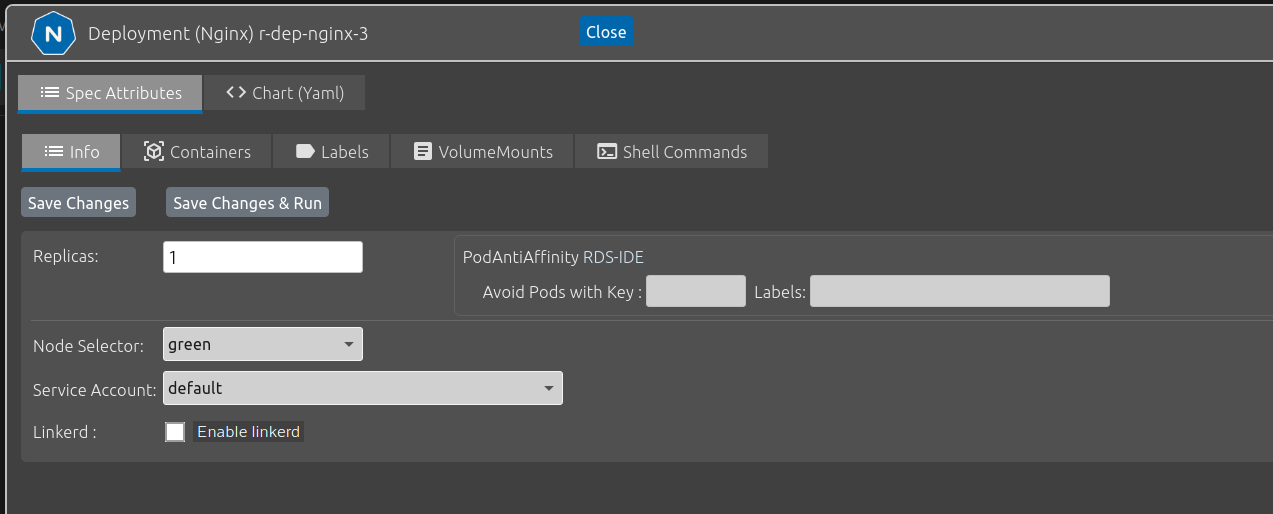 N Deployment (Nginx) r-dep-nginx-3 Close
Spec Attributes <> Chart (Yaml)
Info Containers Labels VolumeMounts Shell Commands
Save Changes Save Changes & Run
Replicas: 1 PodAntiAffinity RDS-IDE
Avoid Pods with Key : Labels:
Node Selector: green
Service Account: default
Linkerd : Enable linkerd